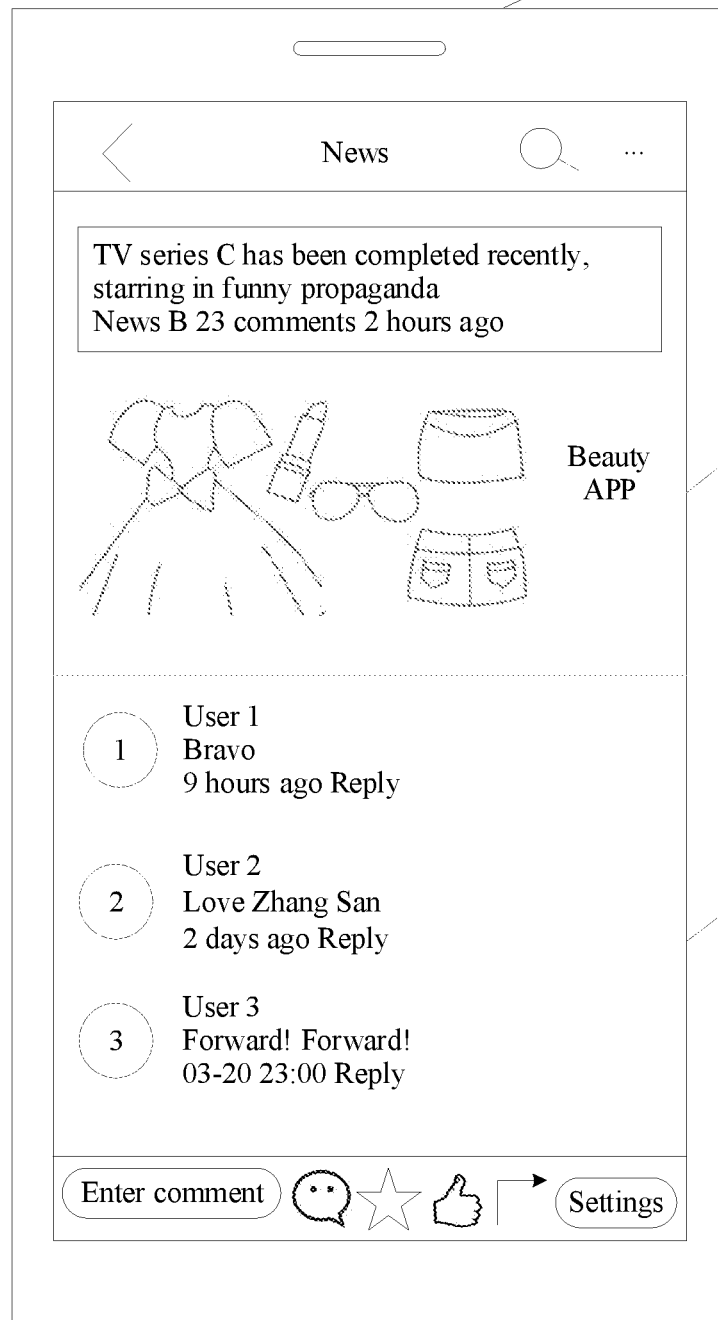 News
...
TV series C has been completed recently,
starring in funny propaganda
News B 23 comments 2 hours ago
Beauty
APP
1
User 1
Bravo
9 hours ago Reply
2
User 2
Love Zhang San
2 days ago Reply
3
User 3
Forward! Forward!
03-20 23:00 Reply
Enter comment
Settings